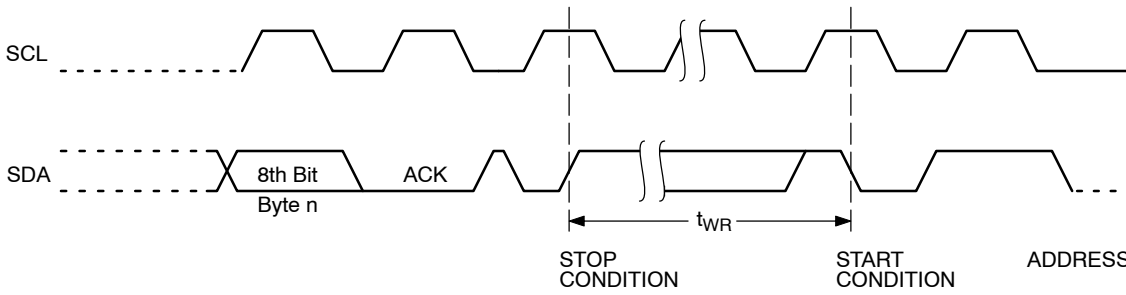 SCL
SDA
8th Bit
Byte n
ACK
tWR
STOP
CONDITION
START
CONDITION
ADDRESS